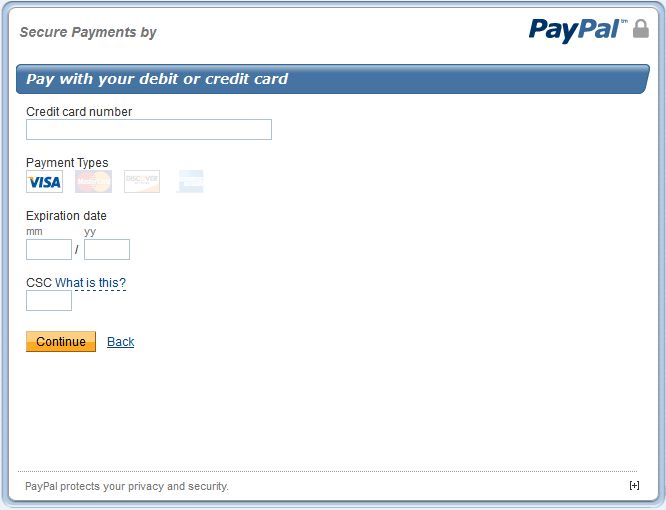 Secure Payments by
PayPal™
Pay with your debit or credit card
Credit card number
Payment Types
VISA MasterCard DISCOVER
Expiration date
mm yy
/
CSC What is this?
Continue Back
PayPal protects your privacy and security. [+]